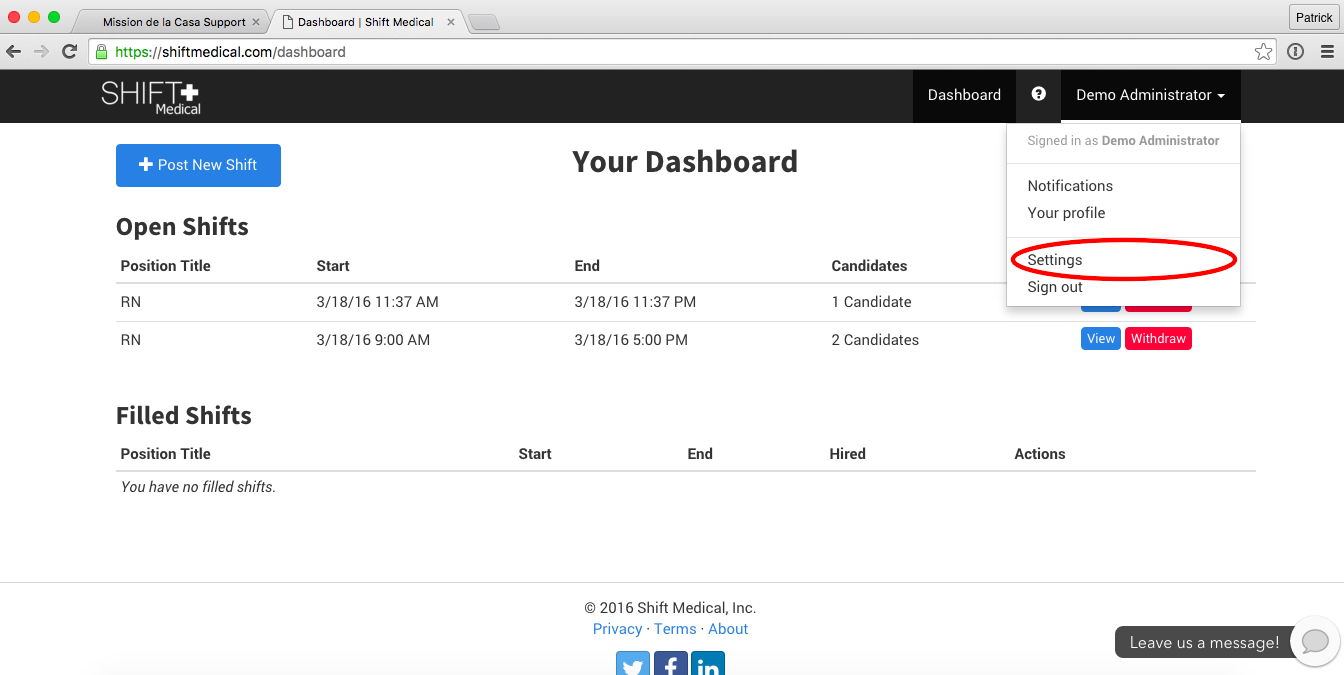 Mission de la Casa Support
Dashboard | Shift Medical
Patrick
https://shiftmedical.com/dashboard
SHIFT
Medical
Dashboard
Demo Administrator
Signed in as Demo Administrator
Notifications
Your profile
Settings
Sign out
Post New Shift
Your Dashboard
Open Shifts
Position Title Start End Candidates
RN 3/18/16 11:37 AM 3/18/16 11:37 PM 1 Candidate
RN 3/18/16 9:00 AM 3/18/16 5:00 PM 2 Candidates View Withdraw
Filled Shifts
Position Title Start End Hired Actions
You have no filled shifts.
© 2016 Shift Medical, Inc.
Privacy · Terms · About
Leave us a message!